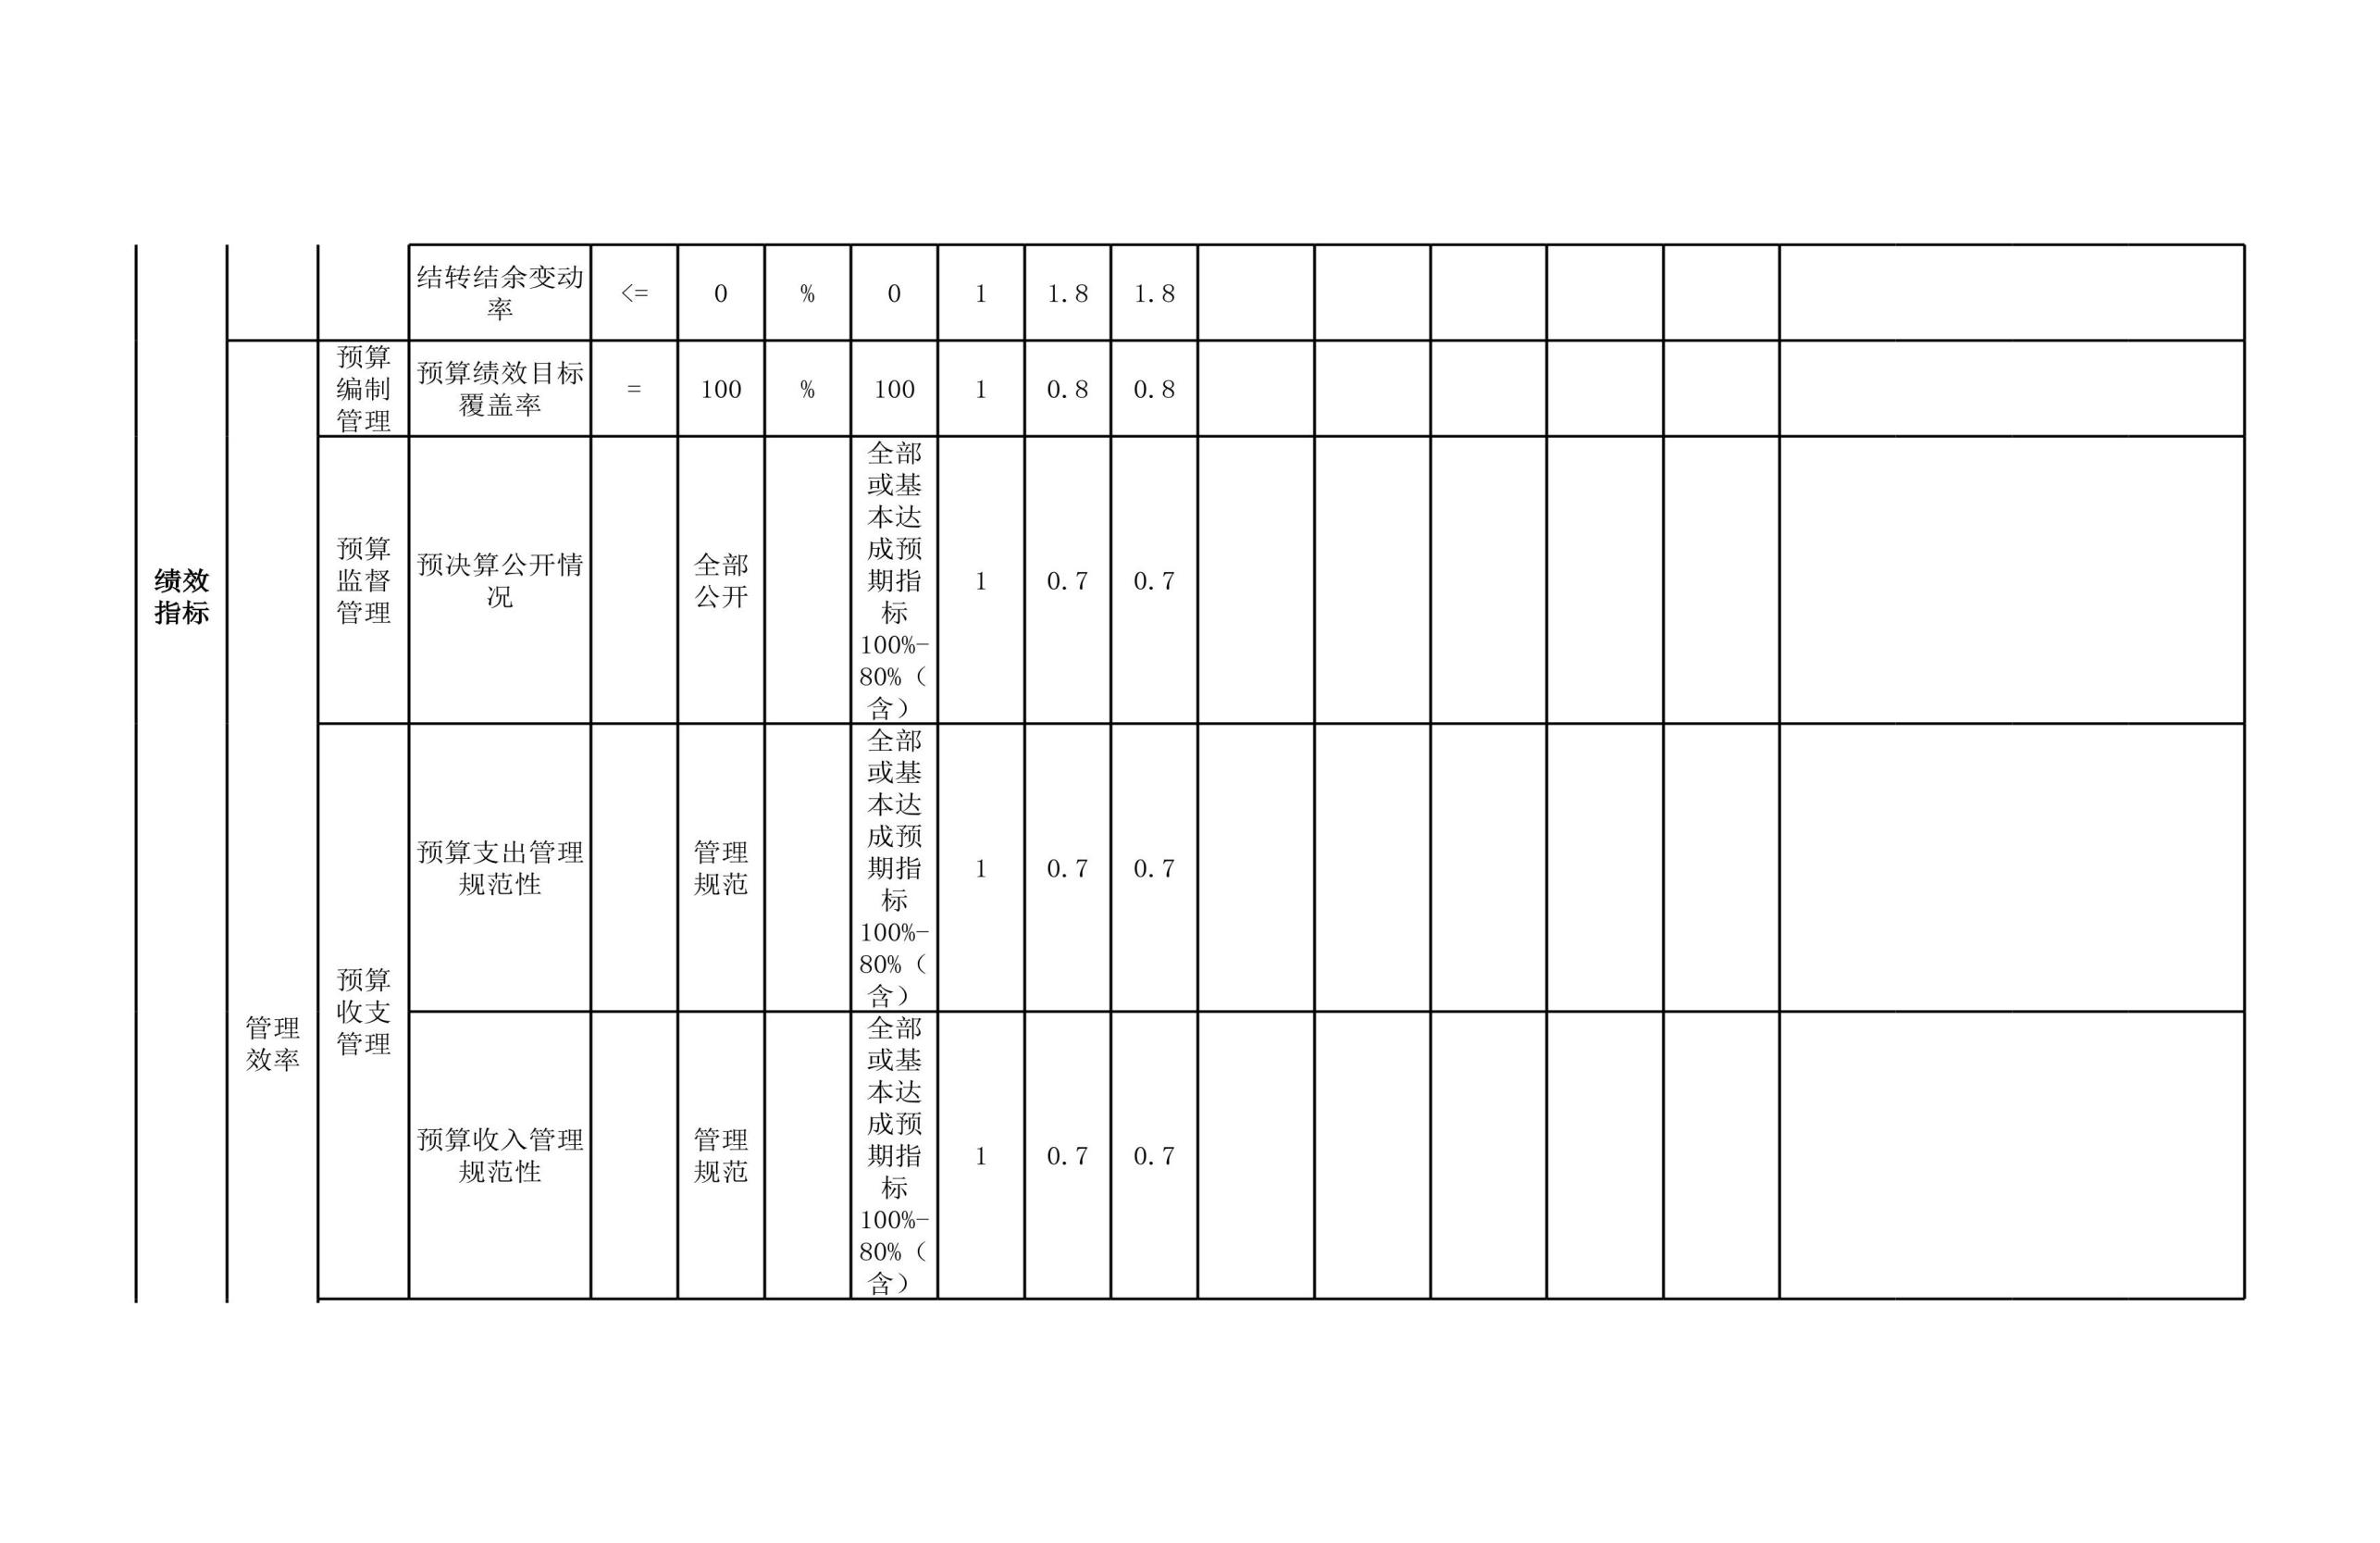 绩效
指标
结转结余变动
率
<=
0
%
0
1
1.8
1.8
管理
效率
预算
编制
管理
预算绩效目标
覆盖率
=
100
%
100
1
0.8
0.8
预算
监督
管理
预决算公开情
况
全部
公开
全部
或基
本达
成预
期指
标
100%-
80%（
含）
1
0.7
0.7
预算
收支
管理
预算支出管理
规范性
管理
规范
全部
或基
本达
成预
期指
标
100%-
80%（
含）
1
0.7
0.7
预算收入管理
规范性
管理
规范
全部
或基
本达
成预
期指
标
100%-
80%（
含）
1
0.7
0.7